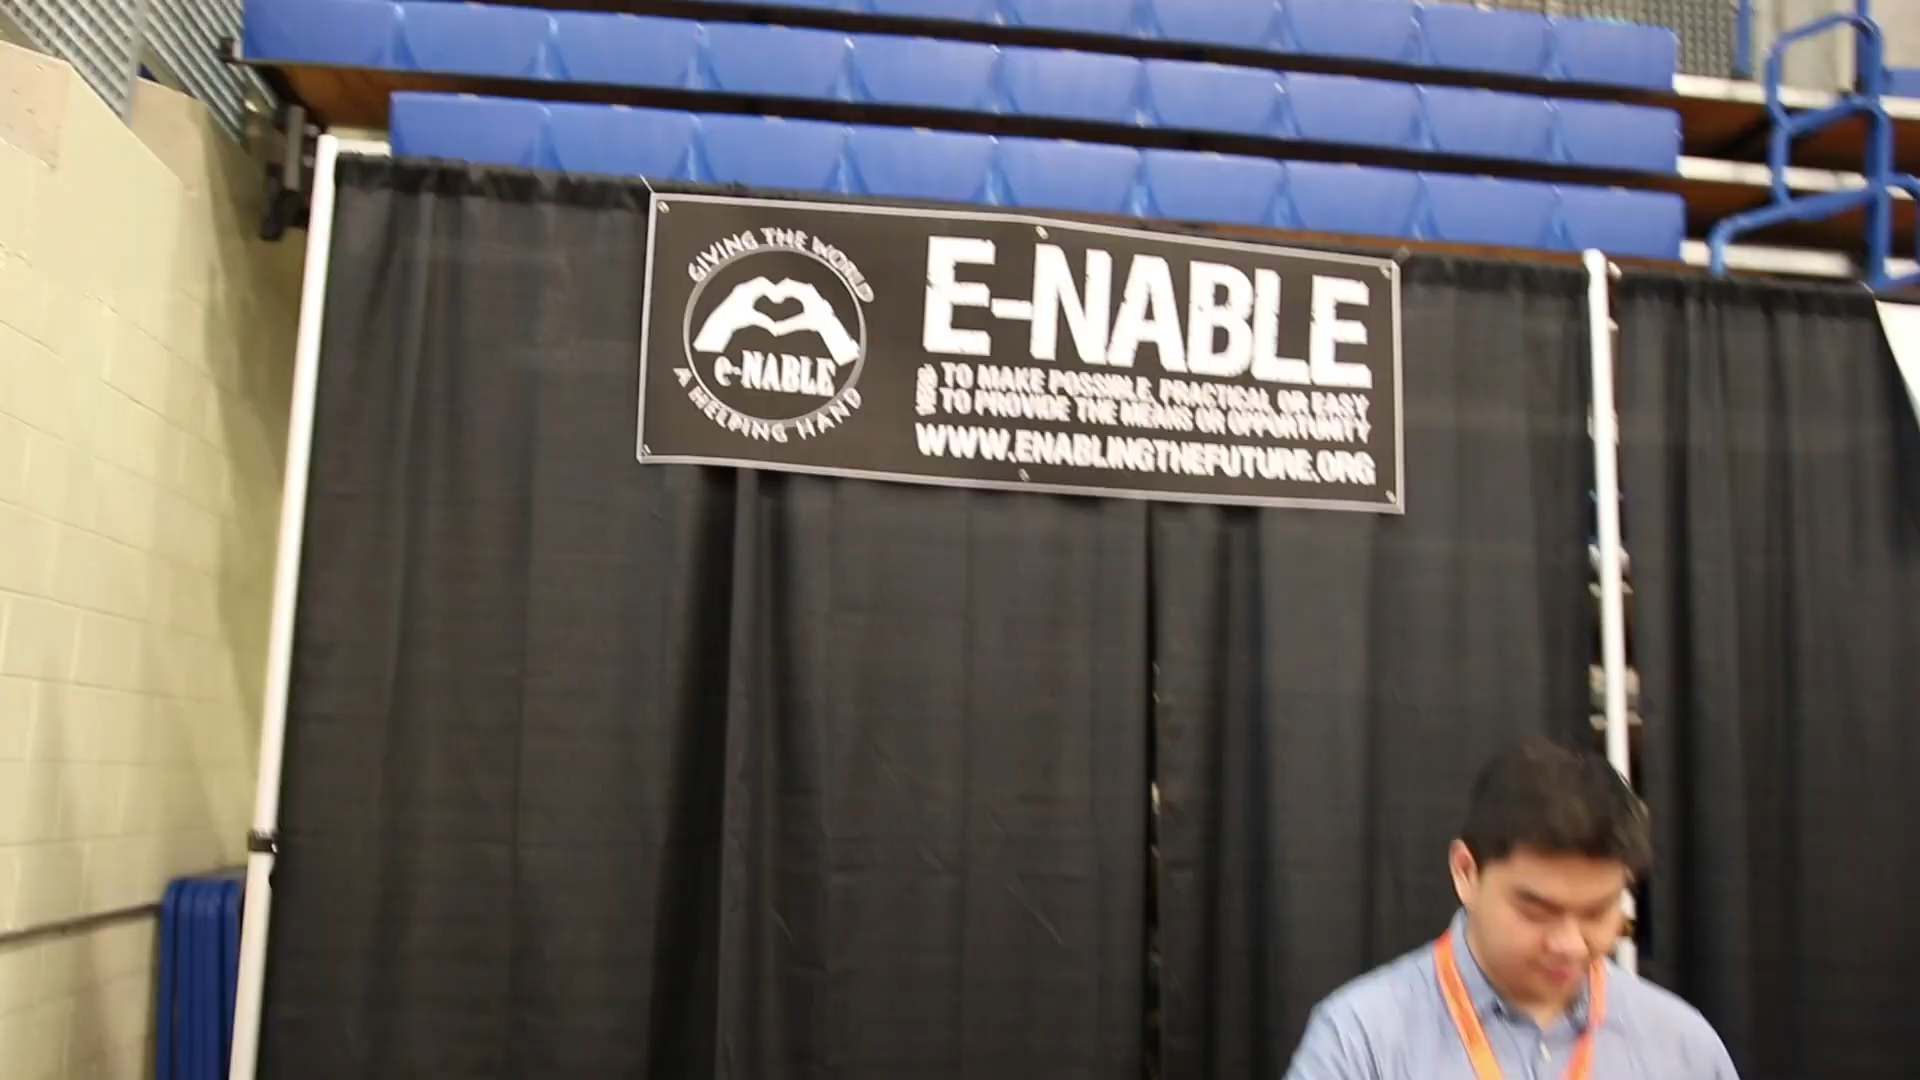 GIVING THE WORLD
e-NABLE
A HELPING HAND
E-NABLE
TO MAKE POSSIBLE, PRACTICAL OR EASY
TO PROVIDE THE MEANS OR OPPORTUNITY
WWW.ENABLINGTHEFUTURE.ORG